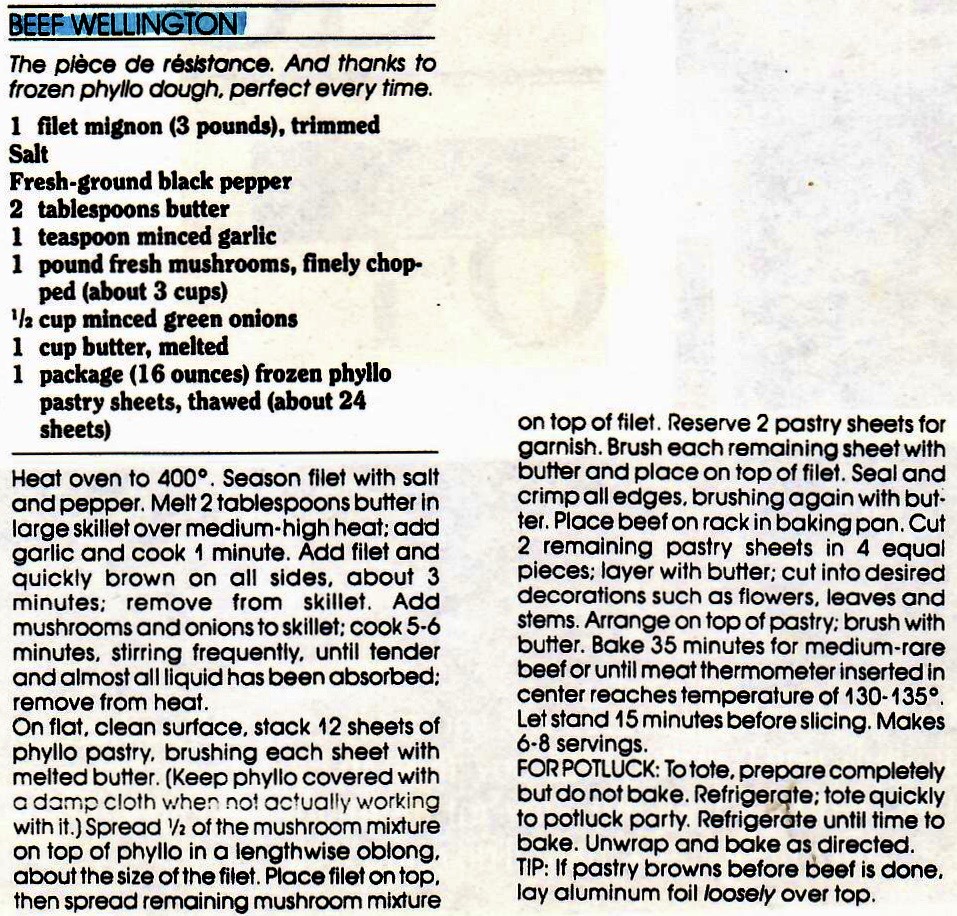 BEEF WELLINGTON
The pièce de résistance. And thanks to
frozen phyllo dough, perfect every time.
1 filet mignon (3 pounds), trimmed
Salt
Fresh-ground black pepper
2 tablespoons butter
1 teaspoon minced garlic
1 pound fresh mushrooms, finely chop-
ped (about 3 cups)
½ cup minced green onions
1 cup butter, melted
1 package (16 ounces) frozen phyllo
pastry sheets, thawed (about 24
sheets)
Heat oven to 400°. Season filet with salt
and pepper. Melt 2 tablespoons butter in
large skillet over medium-high heat; add
garlic and cook 1 minute. Add filet and
quickly brown on all sides, about 3
minutes; remove from skillet. Add
mushrooms and onions to skillet; cook 5-6
minutes, stirring frequently, until tender
and almost all liquid has been absorbed;
remove from heat.
On flat, clean surface, stack 12 sheets of
phyllo pastry, brushing each sheet with
melted butter. (Keep phyllo covered with
a damp cloth when not actually working
with it.) Spread ½ of the mushroom mixture
on top of phyllo in a lengthwise oblong,
about the size of the filet. Place filet on top,
then spread remaining mushroom mixture
on top of filet. Reserve 2 pastry sheets for
garnish. Brush each remaining sheet with
butter and place on top of filet. Seal and
crimp all edges, brushing again with but-
ter. Place beef on rack in baking pan. Cut
2 remaining pastry sheets in 4 equal
pieces; layer with butter; cut into desired
decorations such as flowers, leaves and
stems. Arrange on top of pastry; brush with
butter. Bake 35 minutes for medium-rare
beef or until meat thermometer inserted in
center reaches temperature of 130-135°.
Let stand 15 minutes before slicing. Makes
6-8 servings.
FOR POTLUCK: To tote, prepare completely
but do not bake. Refrigerate; tote quickly
to potluck party. Refrigerate until time to
bake. Unwrap and bake as directed.
TIP: If pastry browns before beef is done,
lay aluminum foil loosely over top.